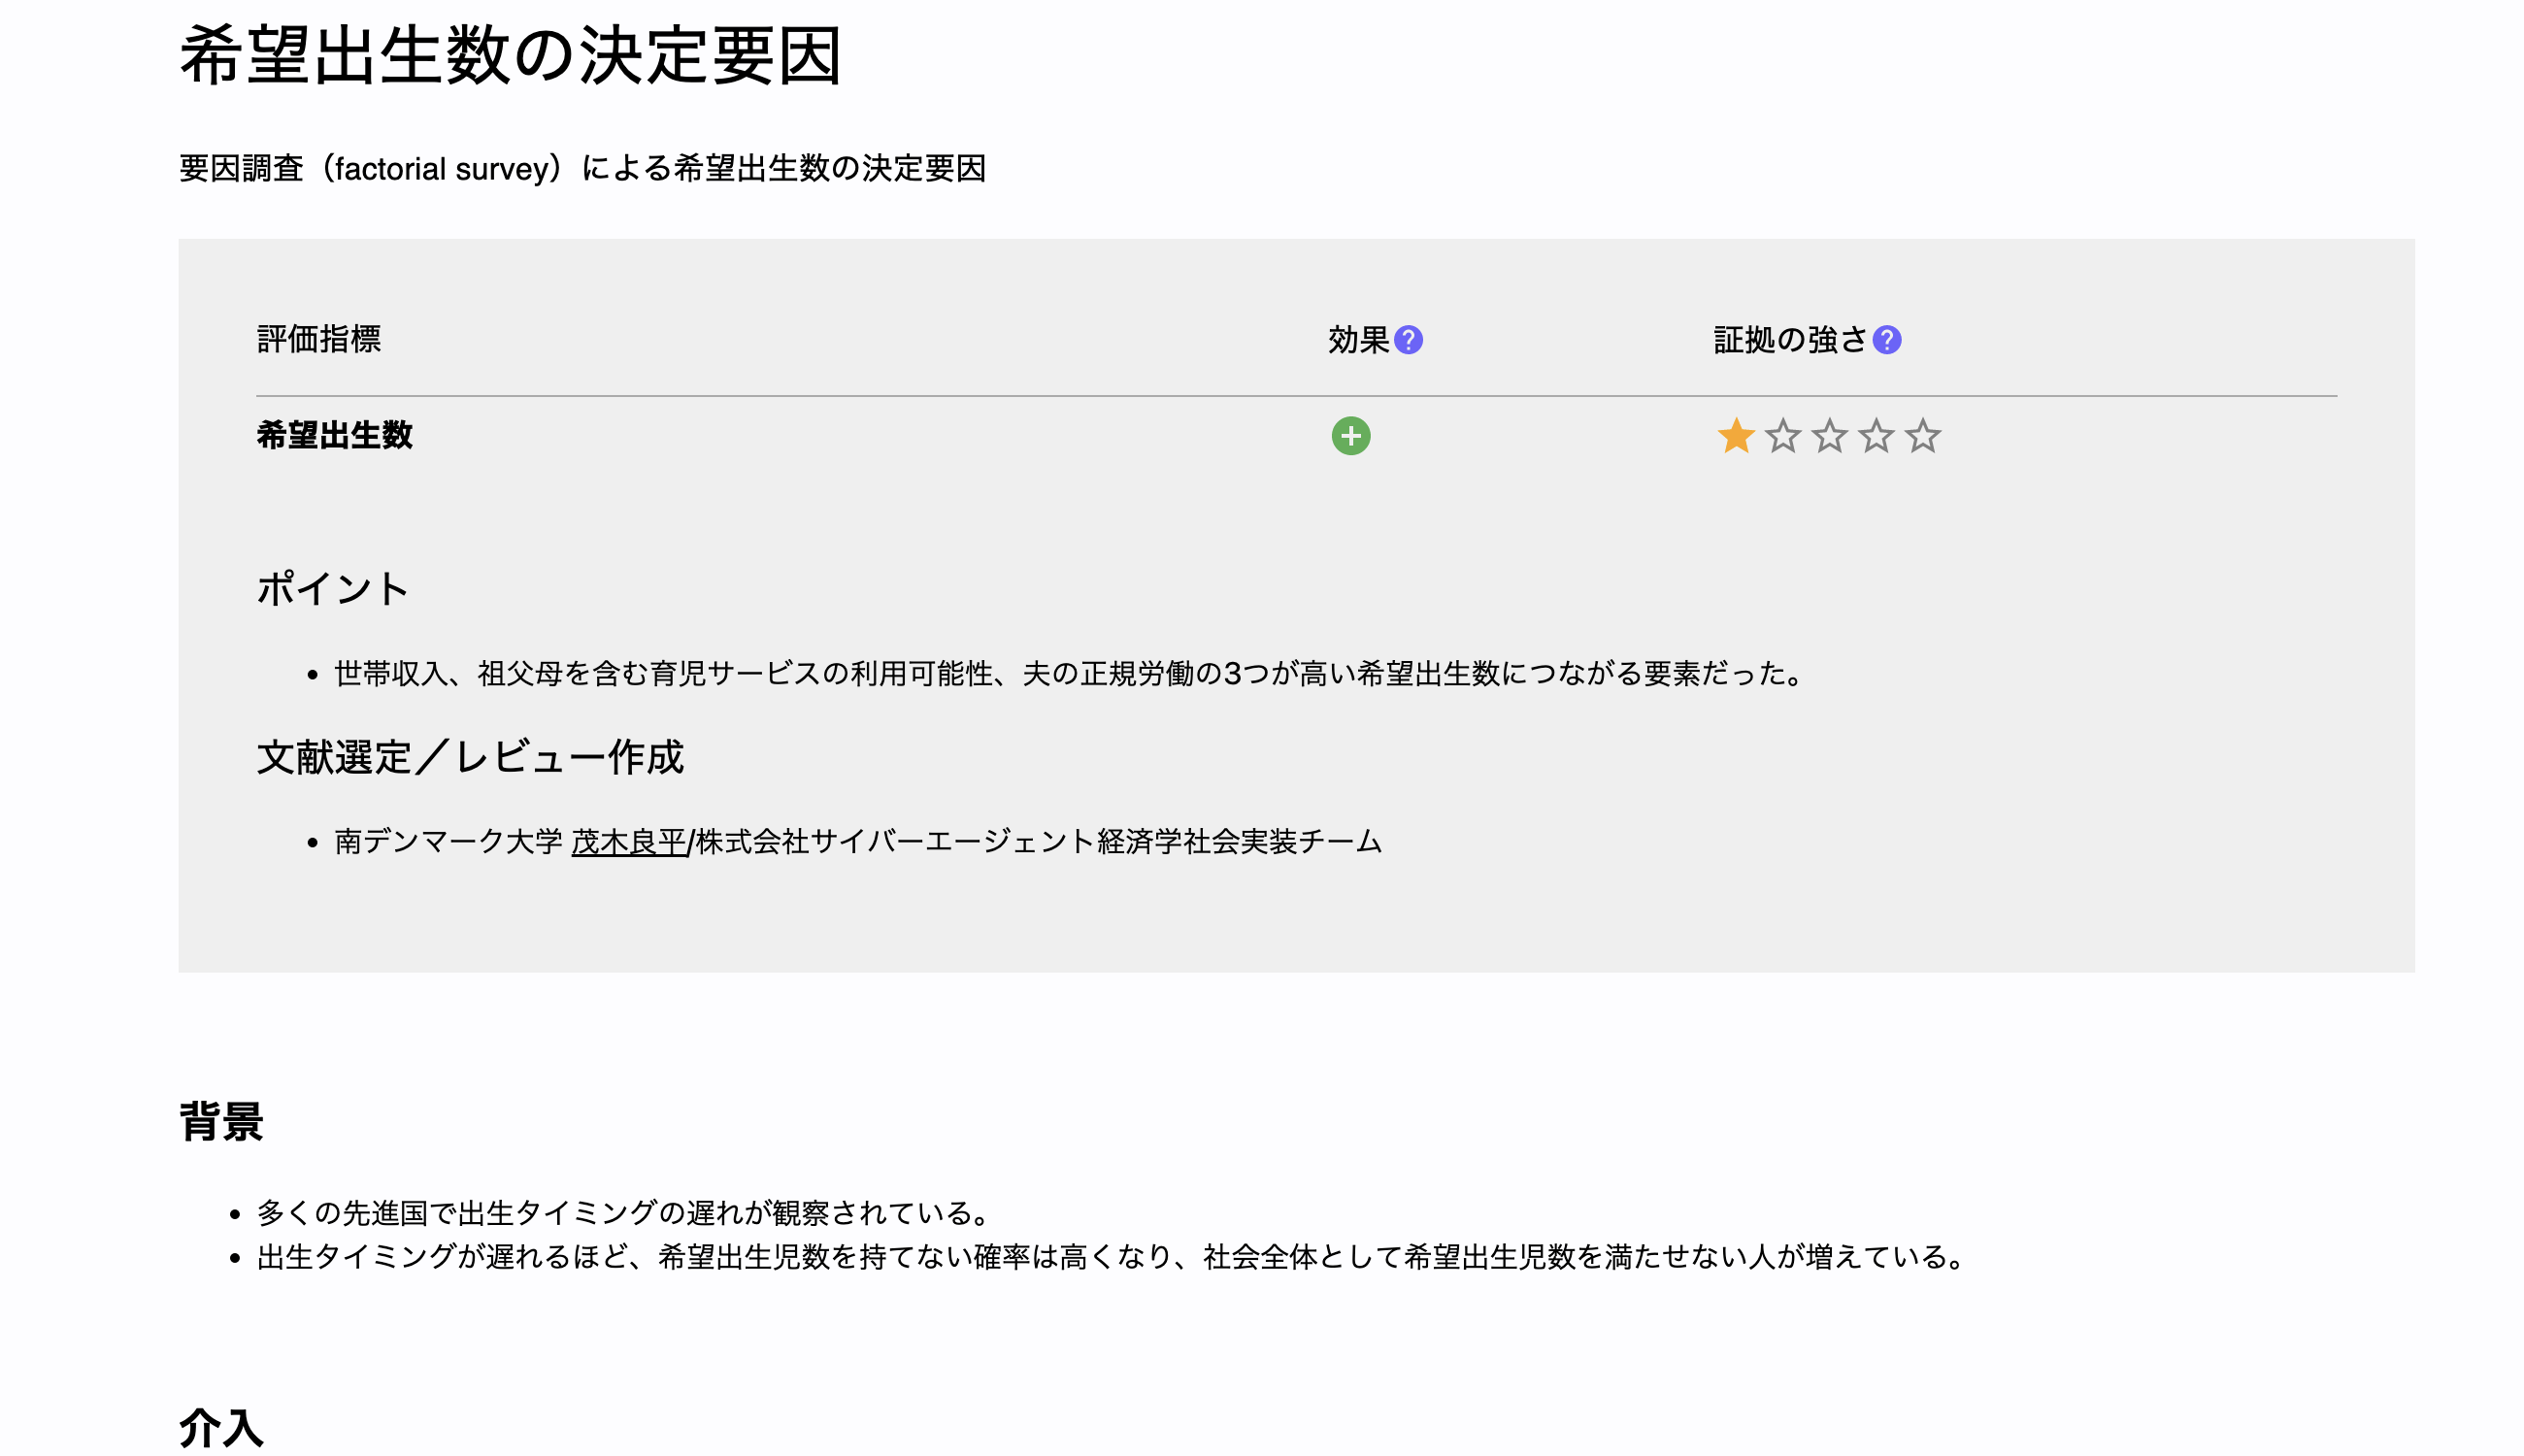 希望出生数の決定要因
要因調査（factorial survey）による希望出生数の決定要因
評価指標 効果? 証拠の強さ?
希望出生数
ポイント
世帯収入、祖父母を含む育児サービスの利用可能性、夫の正規労働の3つが高い希望出生数につながる要素だった。
文献選定／レビュー作成
南デンマーク大学 茂木良平/株式会社サイバーエージェント経済学社会実装チーム
背景
多くの先進国で出生タイミングの遅れが観察されている。
出生タイミングが遅れるほど、希望出生児数を持てない確率は高くなり、社会全体として希望出生児数を満たせない人が増えている。
介入